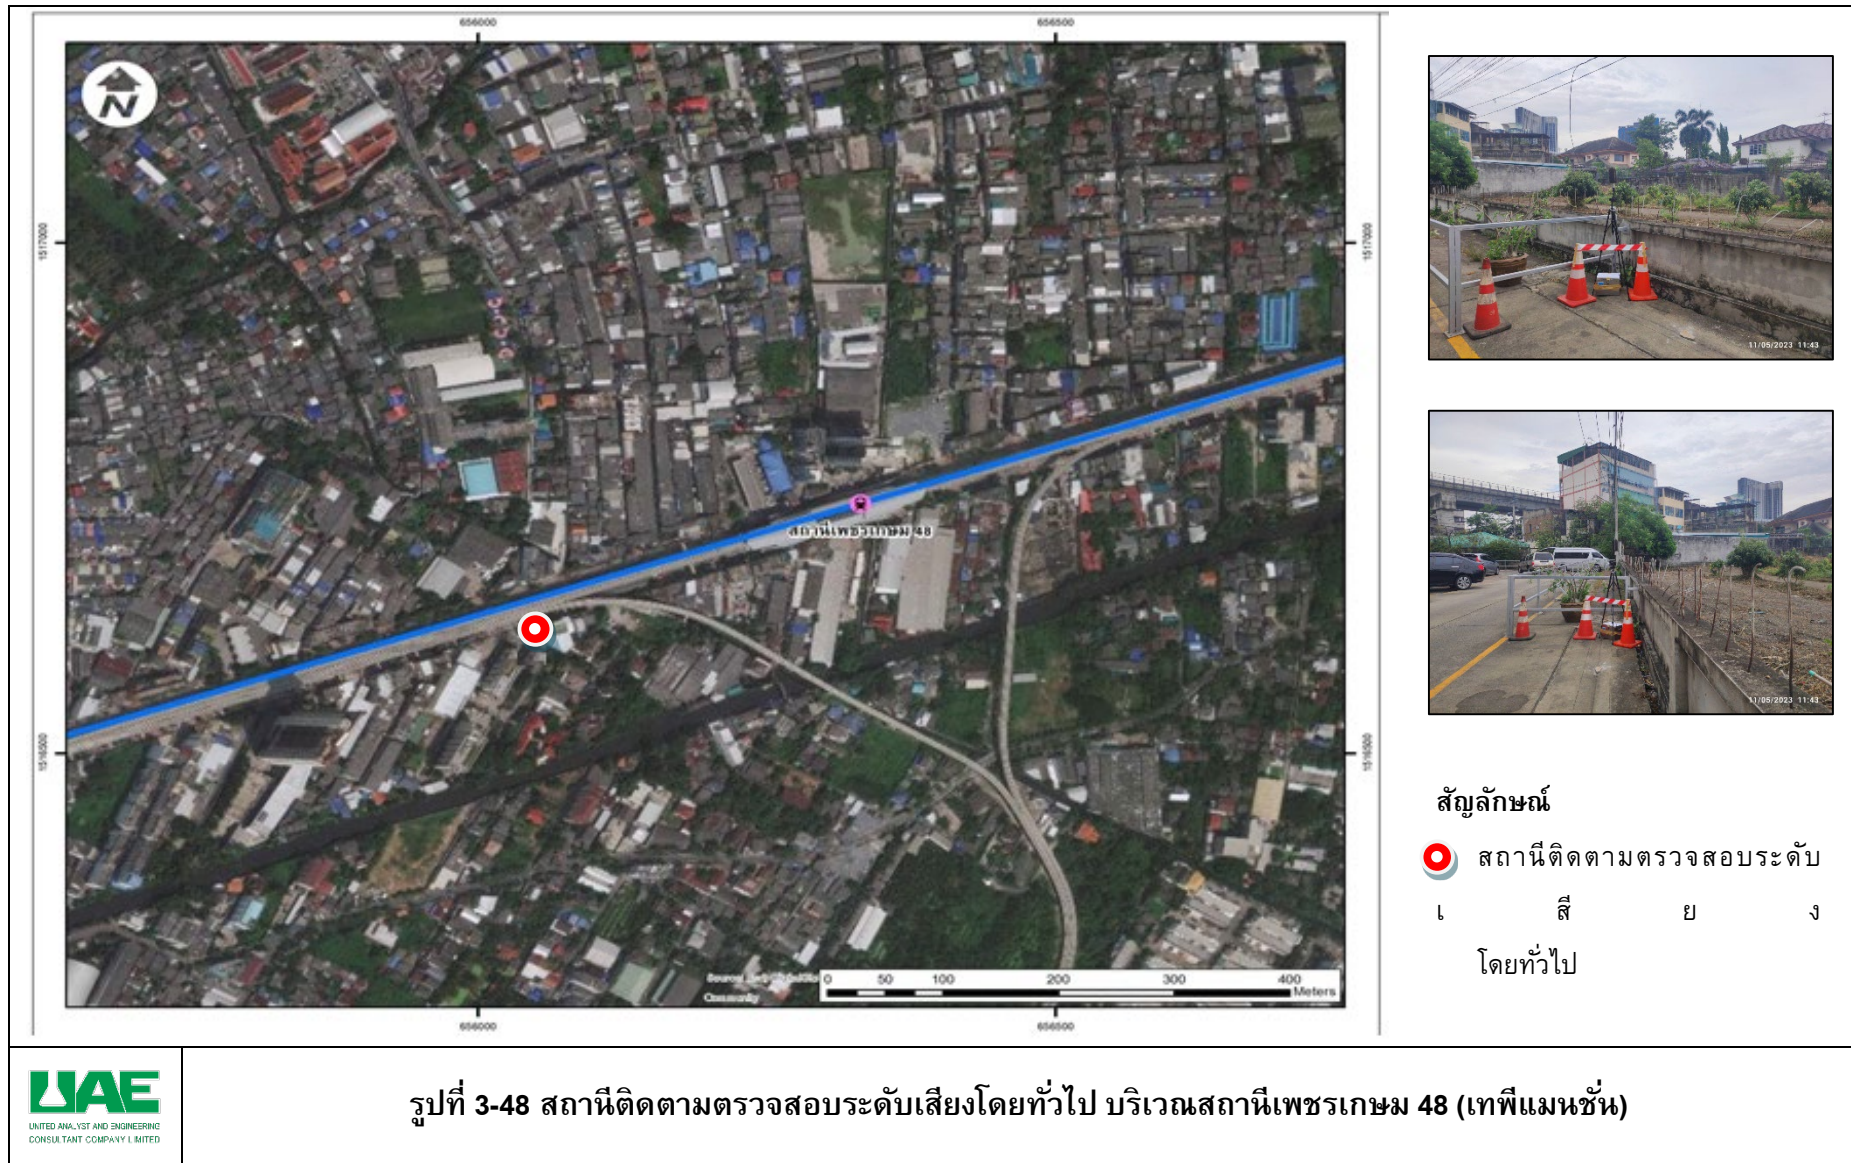 656000
656500
N
1517000
1517000
สถานีเพชรเกษม 48
1516500
1516500
0 50 100 200 300 400
Meters
Community
656000
656500
11/05/2023 11:43
11/05/2023 11:43
สัญลักษณ์
สถานีติดตามตรวจสอบระดับ
เ สี ย ง
โดยทั่วไป
UAE
UNITED ANALYST AND ENGINEERING
CONSULTANT COMPANY LIMITED
รูปที่ 3-48 สถานีติดตามตรวจสอบระดับเสียงโดยทั่วไป บริเวณสถานีเพชรเกษม 48 (เทพีแมนชั่น)